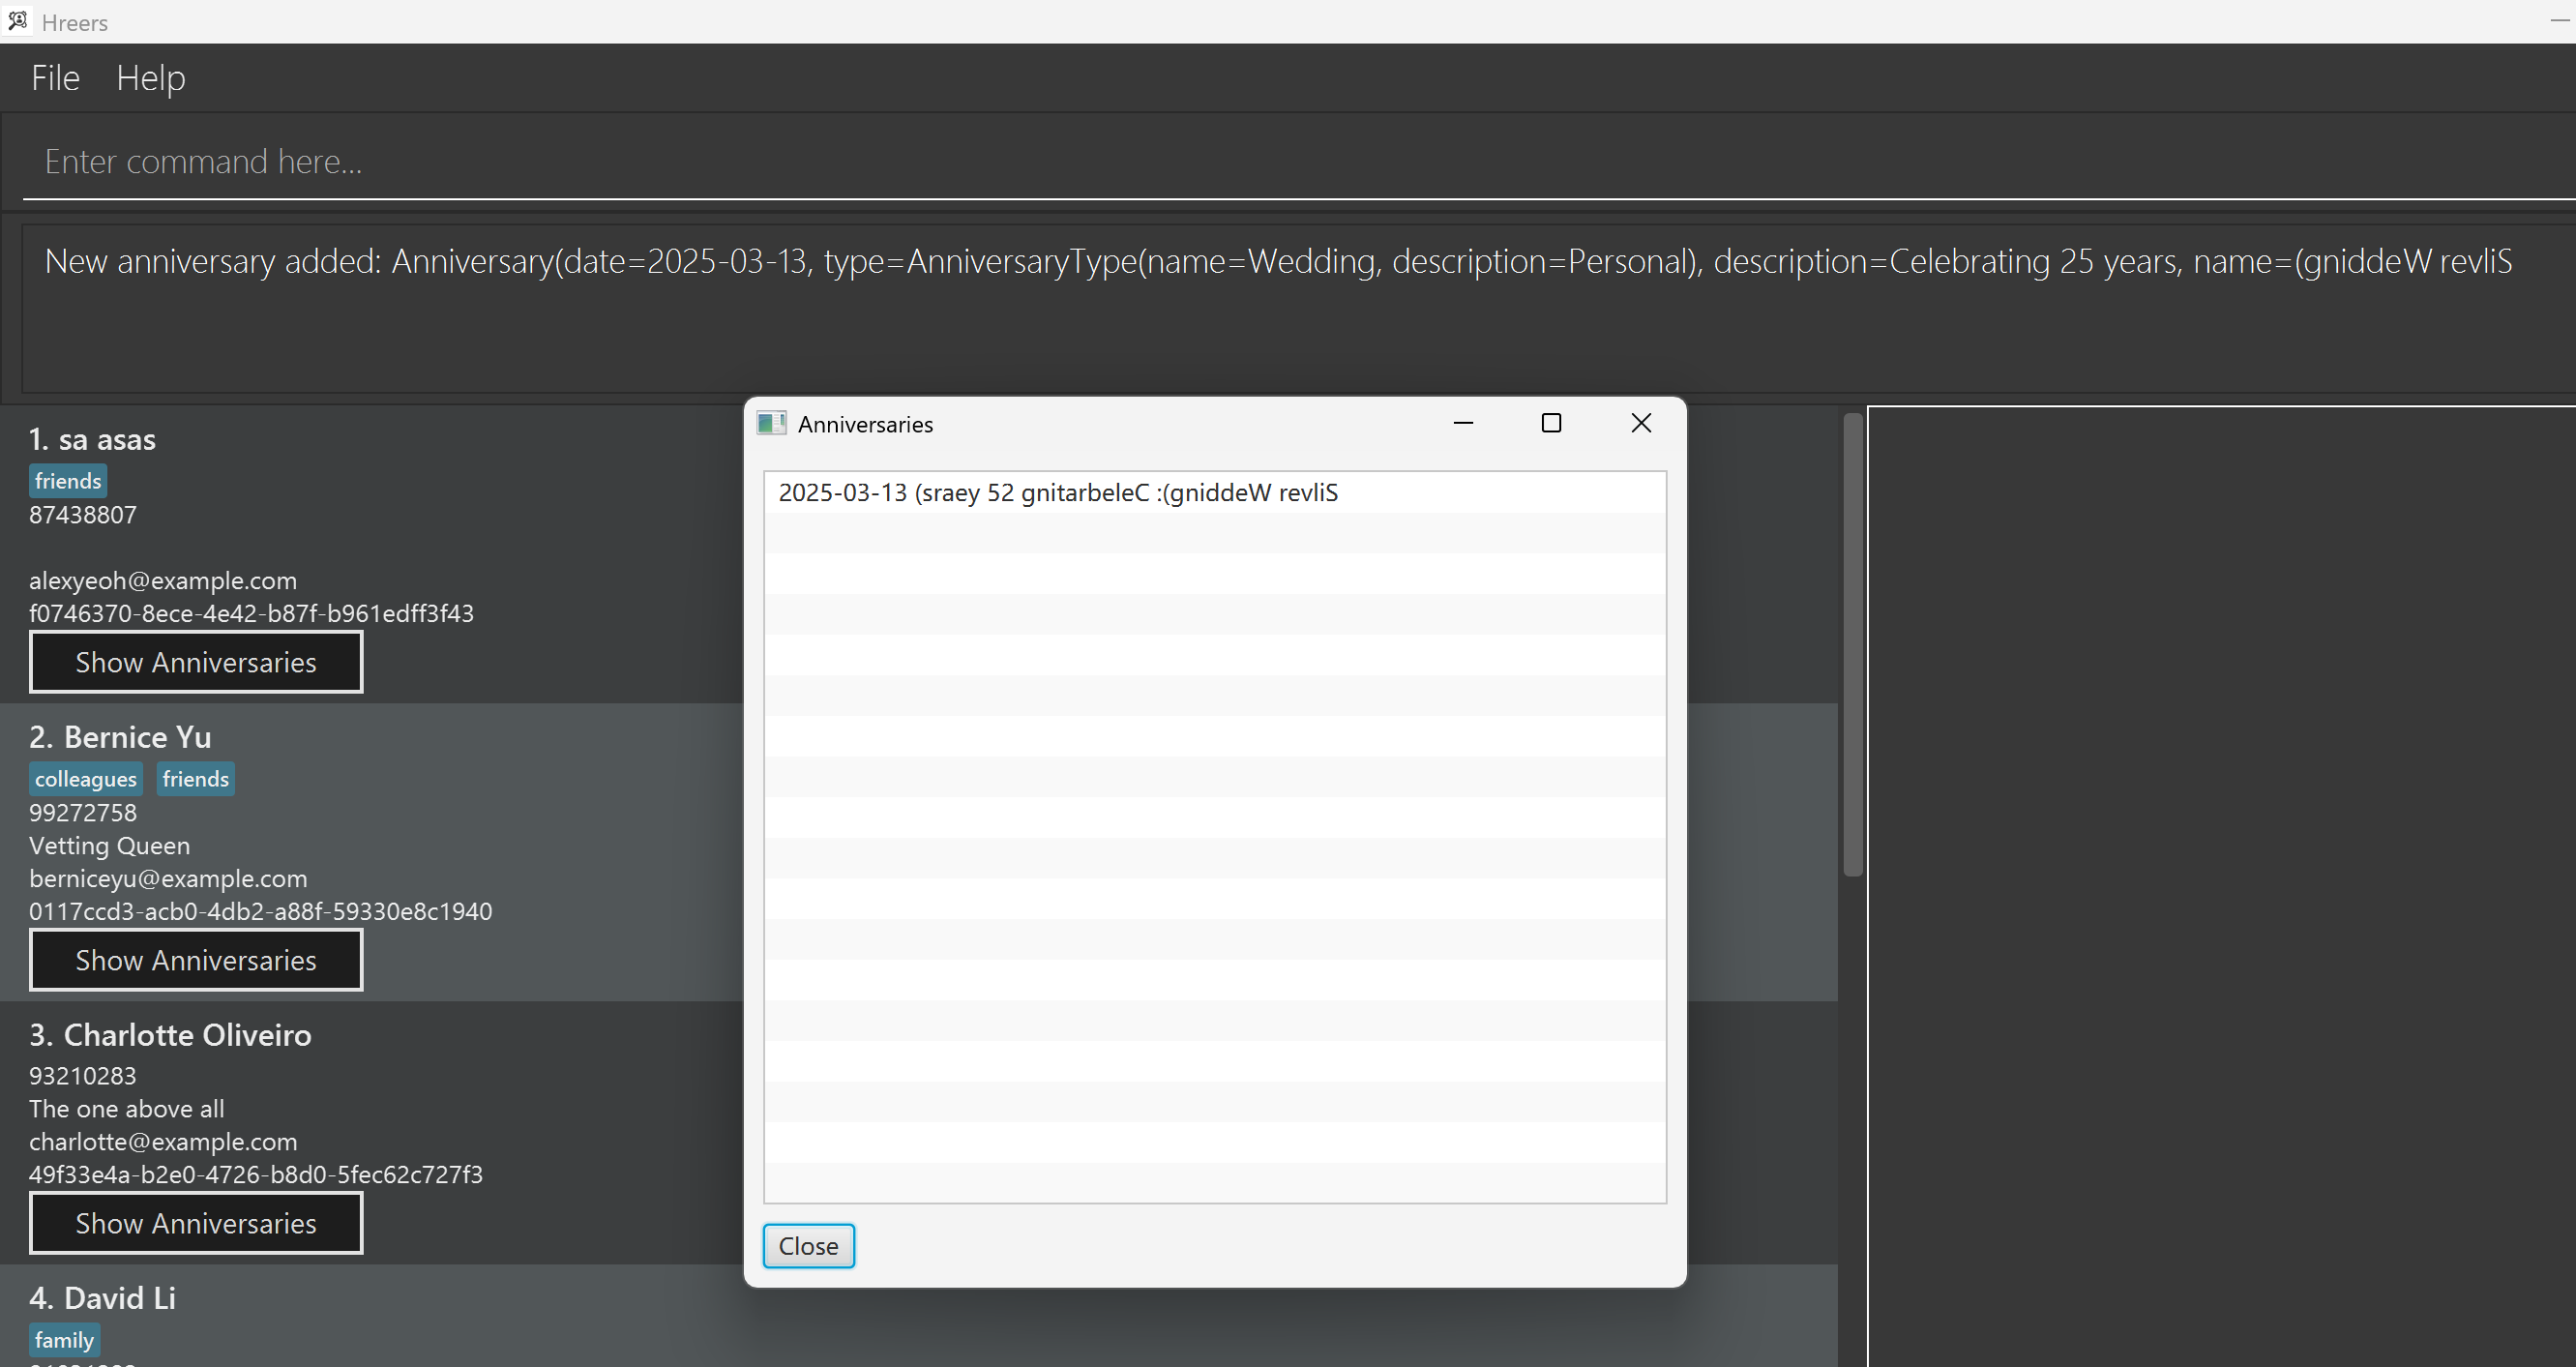 Hreers
File Help
Enter command here...
New anniversary added: Anniversary(date=2025-03-13, type=AnniversaryType(name=Wedding, description=Personal), description=Celebrating 25 years, name=(gniddeW revliS
1. sa asas
friends
87438807
alexyeoh@example.com
f0746370-8ece-4e42-b87f-b961edff3f43
Show Anniversaries
2. Bernice Yu
colleagues friends
99272758
Vetting Queen
berniceyu@example.com
0117ccd3-acb0-4db2-a88f-59330e8c1940
Show Anniversaries
3. Charlotte Oliveiro
93210283
The one above all
charlotte@example.com
49f33e4a-b2e0-4726-b8d0-5fec62c727f3
Show Anniversaries
4. David Li
family
Anniversaries
2025-03-13 (sraey 52 gnitarbeleC :(gniddeW revliS
Close